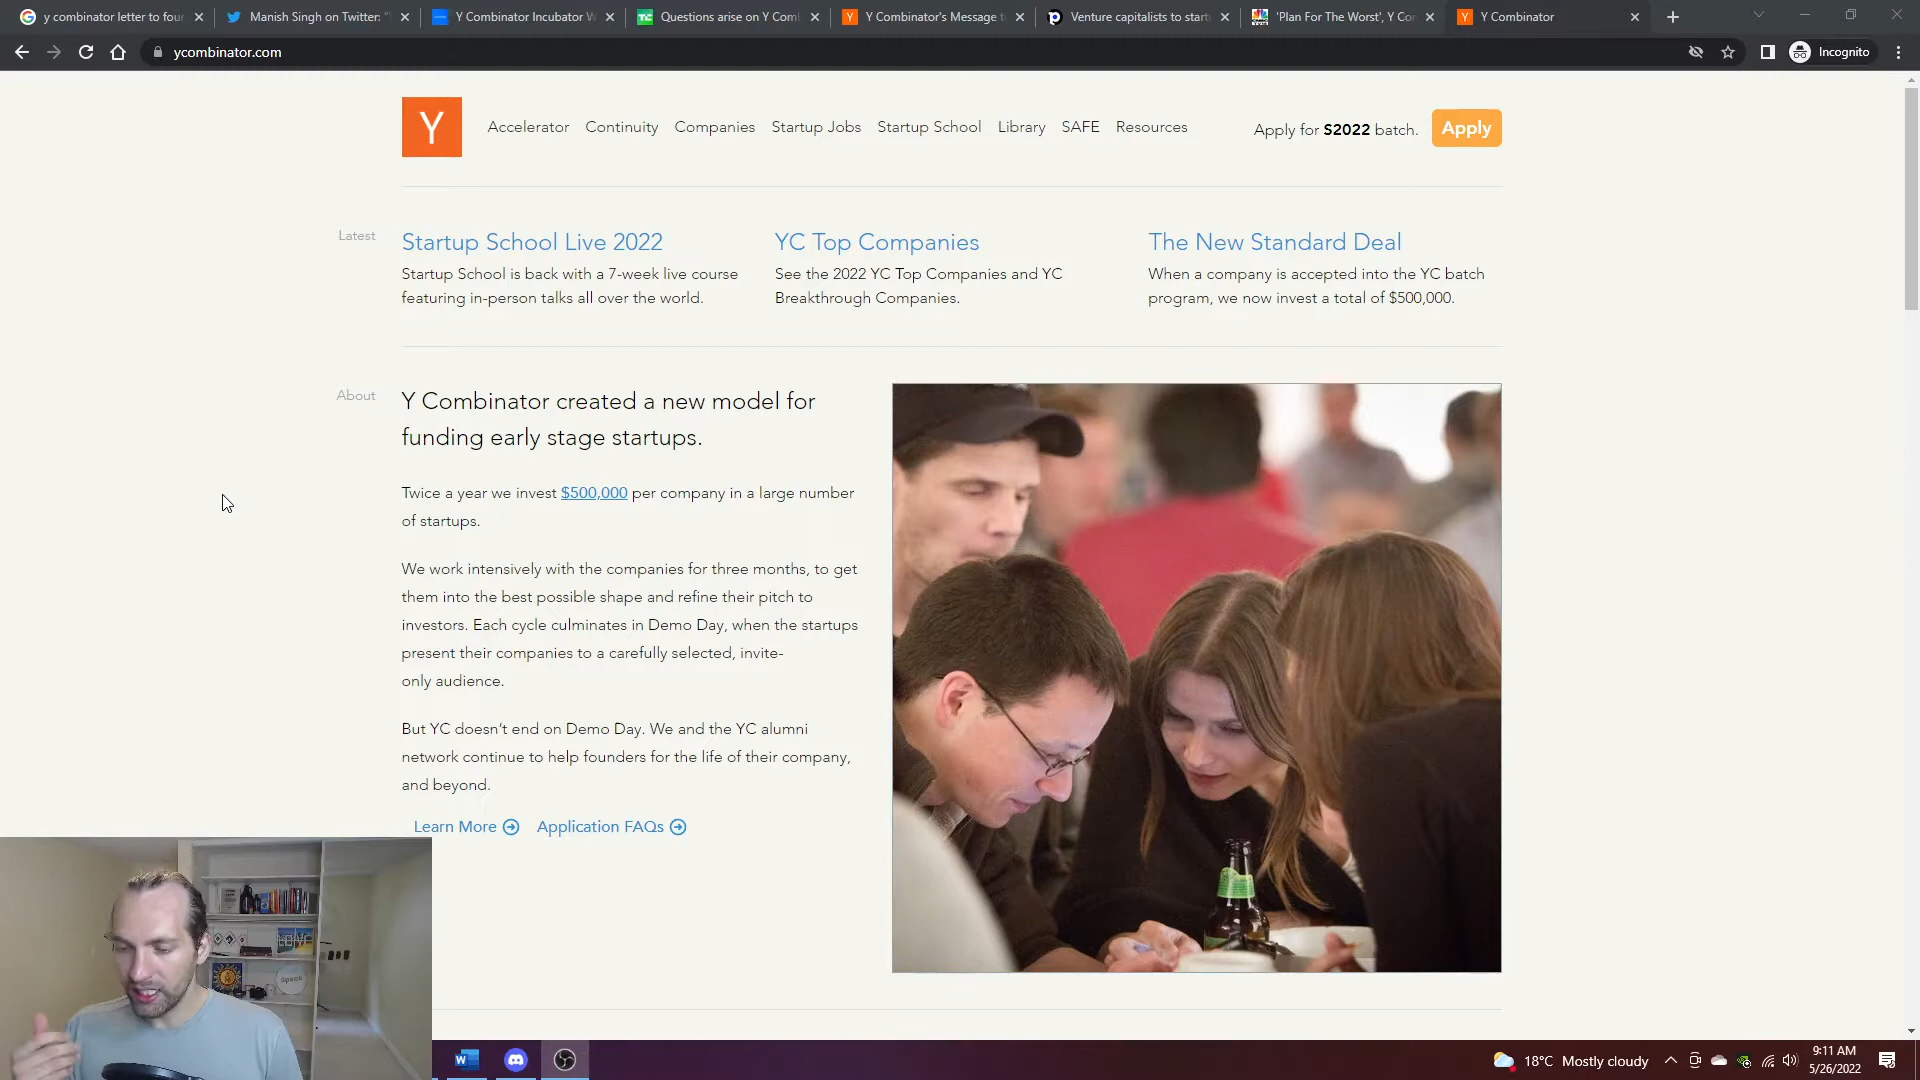 y combinator letter to fou
Manish Singh on Twitter: "
Y Combinator Incubator W
Questions arise on Y Comb
Y Combinator's Message t
Venture capitalists to start
'Plan For The Worst', Y Co
Y Combinator
ycombinator.com
Incognito
Y
Accelerator
Continuity
Companies
Startup Jobs
Startup School
Library
SAFE
Resources
Apply for S2022 batch.
Apply
Latest
Startup School Live 2022
Startup School is back with a 7-week live course
featuring in-person talks all over the world.
YC Top Companies
See the 2022 YC Top Companies and YC
Breakthrough Companies.
The New Standard Deal
When a company is accepted into the YC batch
program, we now invest a total of $500,000.
About
Y Combinator created a new model for
funding early stage startups.
Twice a year we invest $500,000 per company in a large number
of startups.
We work intensively with the companies for three months, to get
them into the best possible shape and refine their pitch to
investors. Each cycle culminates in Demo Day, when the startups
present their companies to a carefully selected, invite-
only audience.
But YC doesn't end on Demo Day. We and the YC alumni
network continue to help founders for the life of their company,
and beyond.
Learn More
Application FAQs
18°C Mostly cloudy
9:11 AM
5/26/2022